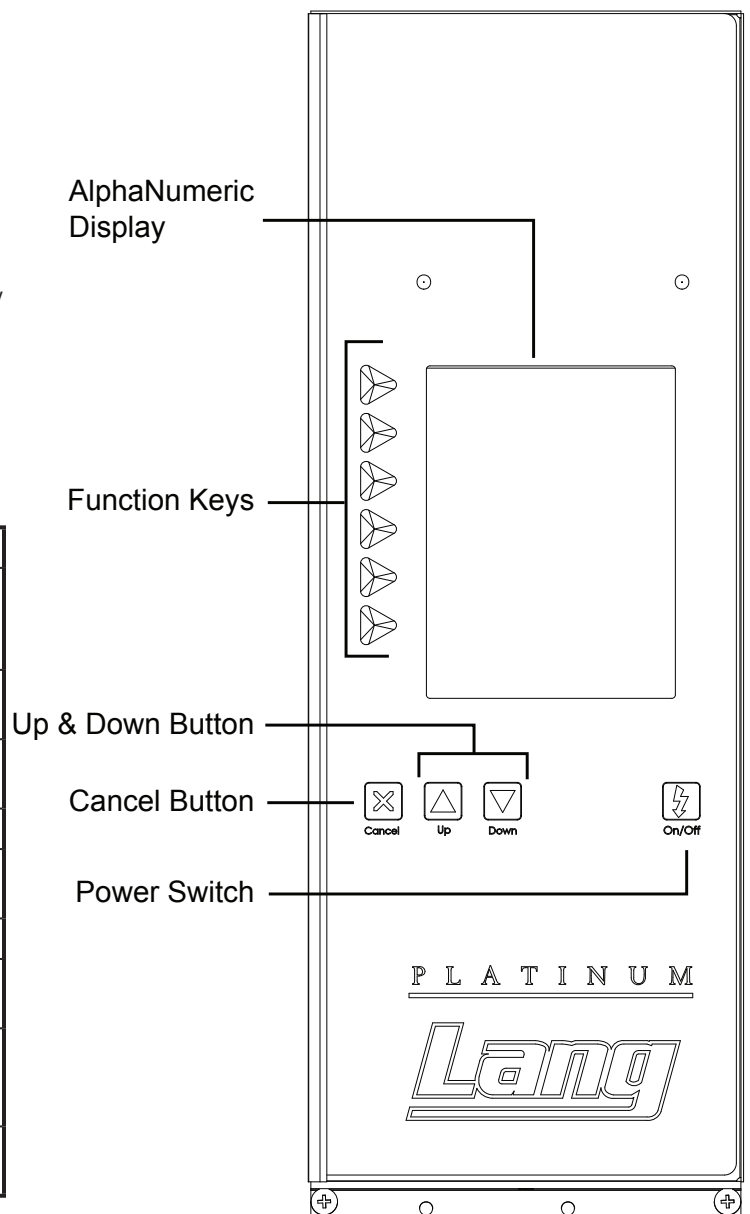 AlphaNumeric
Display
Function Keys
Up & Down Button
Cancel Button
Cancel
Up
Down
On/Off
Power Switch
PLATINUM
Lang